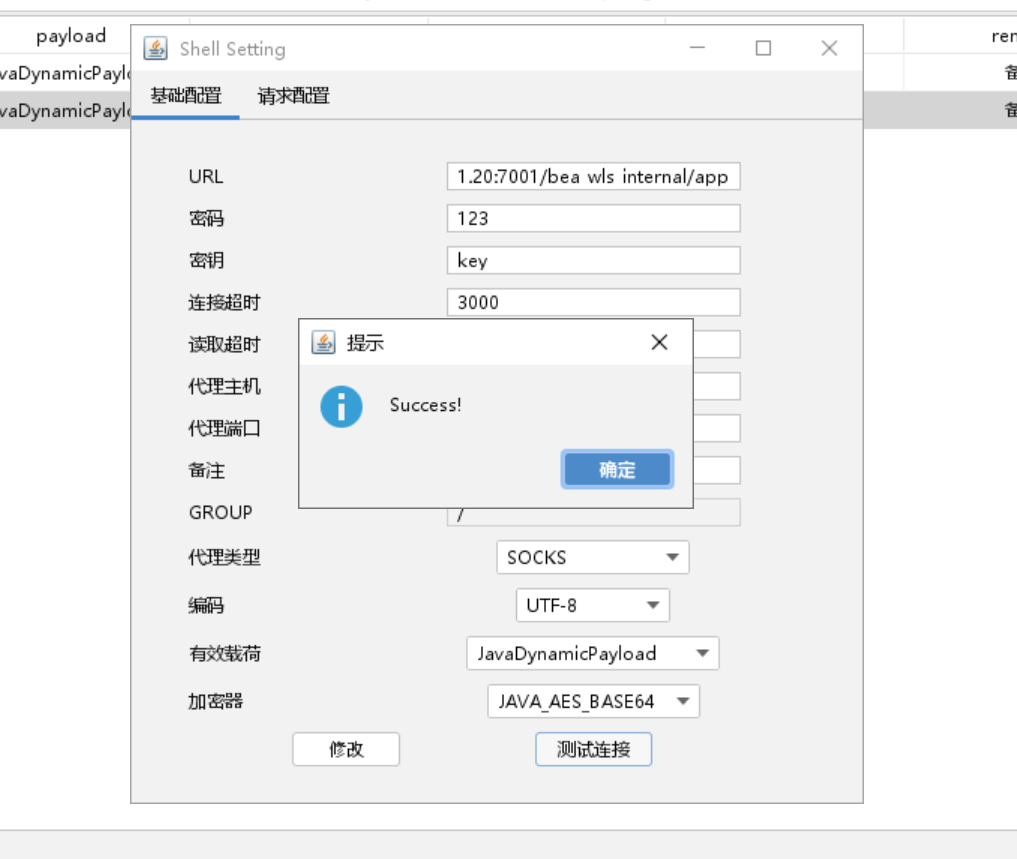 payload
Shell Setting
基础配置 请求配置
URL 1.20:7001/bea wls internal/app
密码 123
密钥 key
连接超时 3000
读取超时
代理主机
代理端口
备注
GROUP /
代理类型 SOCKS
编码 UTF-8
有效载荷 JavaDynamicPayload
加密器 JAVA_AES_BASE64
修改 测试连接
提示
Success!
确定
vaDynamicPaylo
vaDynamicPaylo